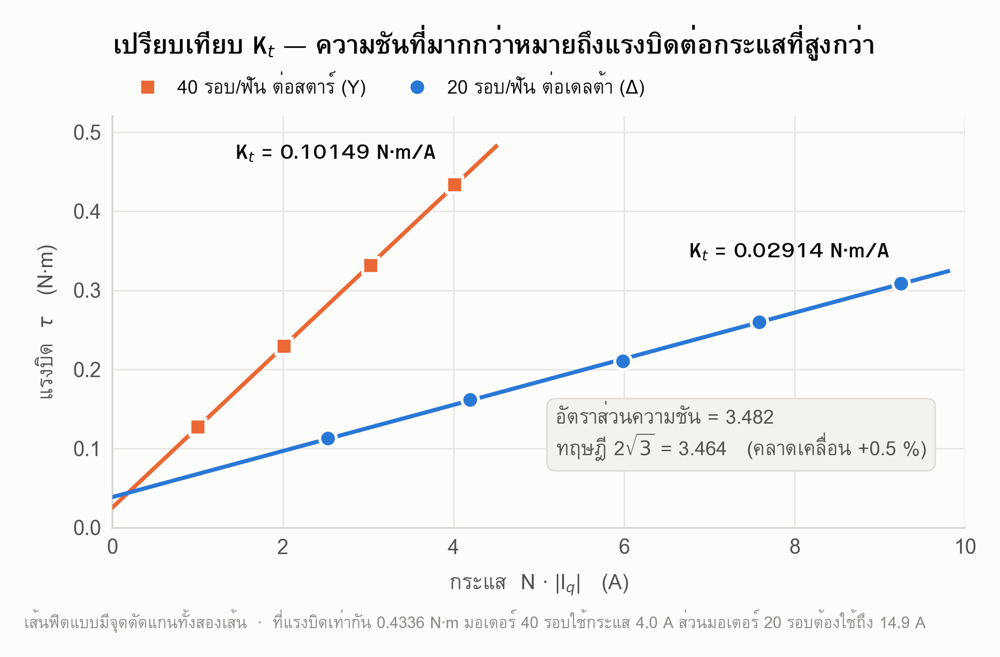 เปรียบเทียบ Kt — ความชันที่มากกว่าหมายถึงแรงบิดต่อกระแสที่สูงกว่า
40 รอบ/ฟัน ต่อสตาร์ (Y)
20 รอบ/ฟัน ต่อเดลต้า (Δ)
0.5
Kt = 0.10149 N·m/A
0.4
Kt = 0.02914 N·m/A
0.3
0.2
0.1
0.0
แรงบิด τ (N·m)
อัตราส่วนความชัน = 3.482
ทฤษฎี 2√3 = 3.464 (คลาดเคลื่อน +0.5 %)
0 2 4 6 8 10
กระแส N · |Iq| (A)
เส้นฟิตแบบมีจุดตัดแกนทั้งสองเส้น · ที่แรงบิดเท่ากัน 0.4336 N·m มอเตอร์ 40 รอบใช้กระแส 4.0 A ส่วนมอเตอร์ 20 รอบต้องใช้ถึง 14.9 A